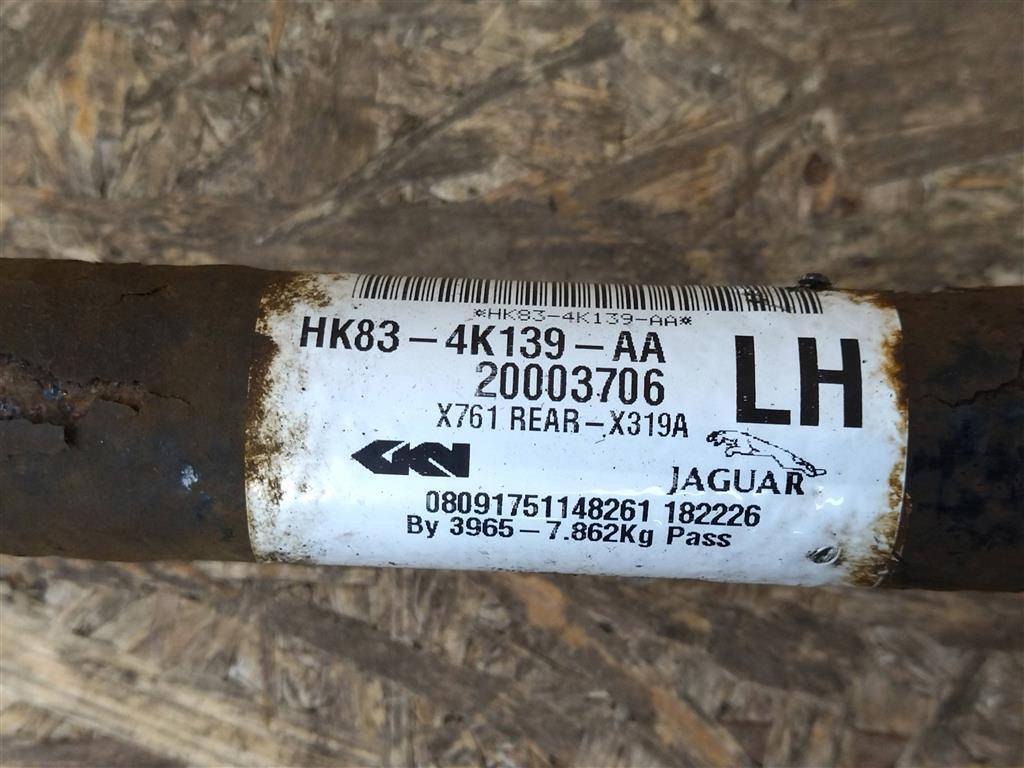 *HK83-4K139-AA*
HK83-4K139-AA
LH
20003706
X761 REAR-X319A
GKN
JAGUAR
08091751148261 182226
By 3965-7.862Kg Pass